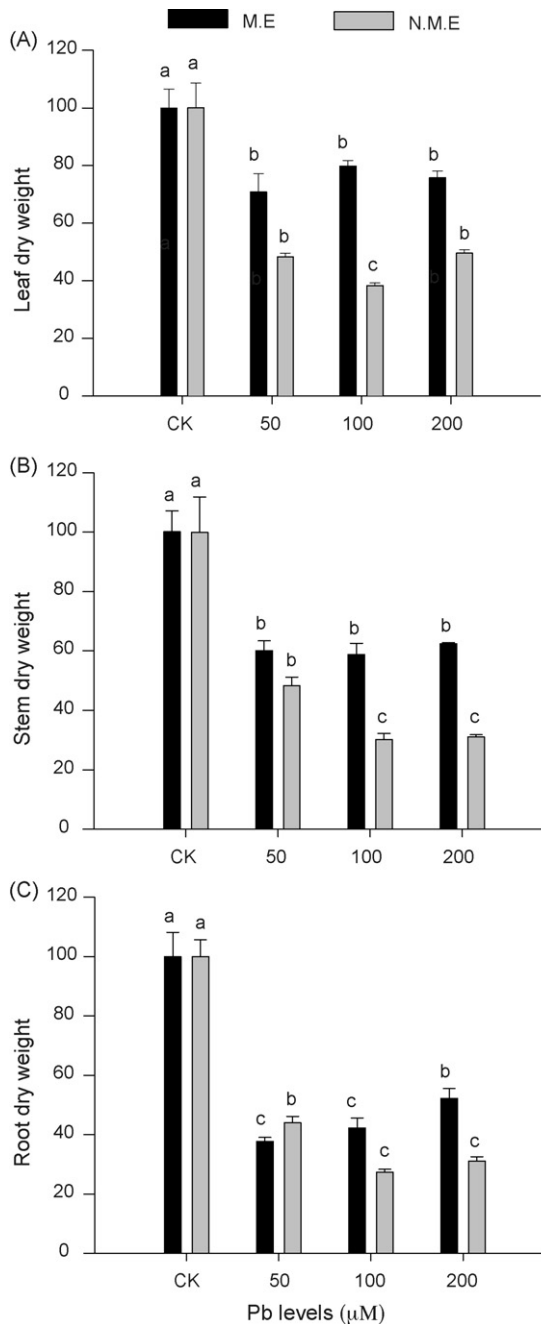 M.E N.M.E
(A)
120
a a
100
80
b b b
60
b b
40
c
20
0
a b b
Leaf dry weight
CK 50 100 200
(B)
120
a a
100
80
b b b
60
b
40
c c
20
0
Stem dry weight
CK 50 100 200
(C)
120
a a
100
80
60
b
c b c
40
c c
20
0
Root dry weight
CK 50 100 200
Pb levels (μM)